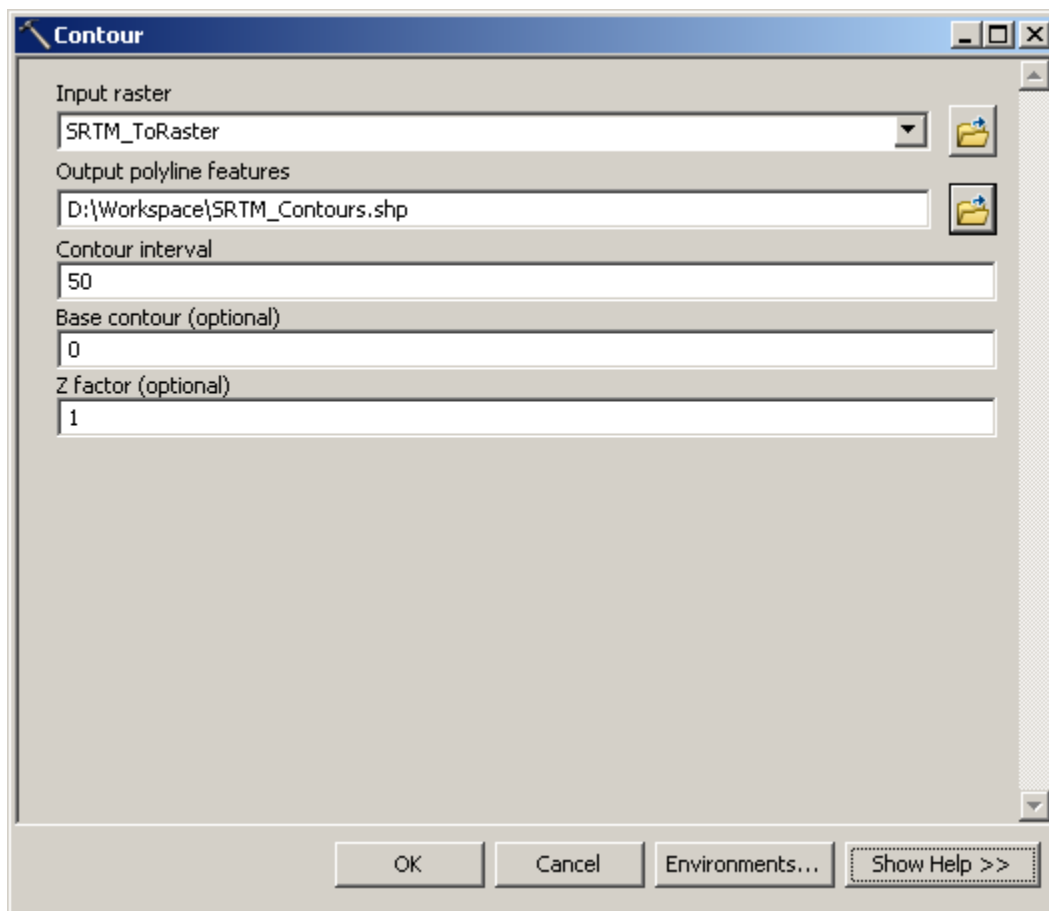 Contour
Input raster
SRTM_ToRaster
Output polyline features
D:\Workspace\SRTM_Contours.shp
Contour interval
50
Base contour (optional)
0
Z factor (optional)
1
OK Cancel Environments... Show Help >>